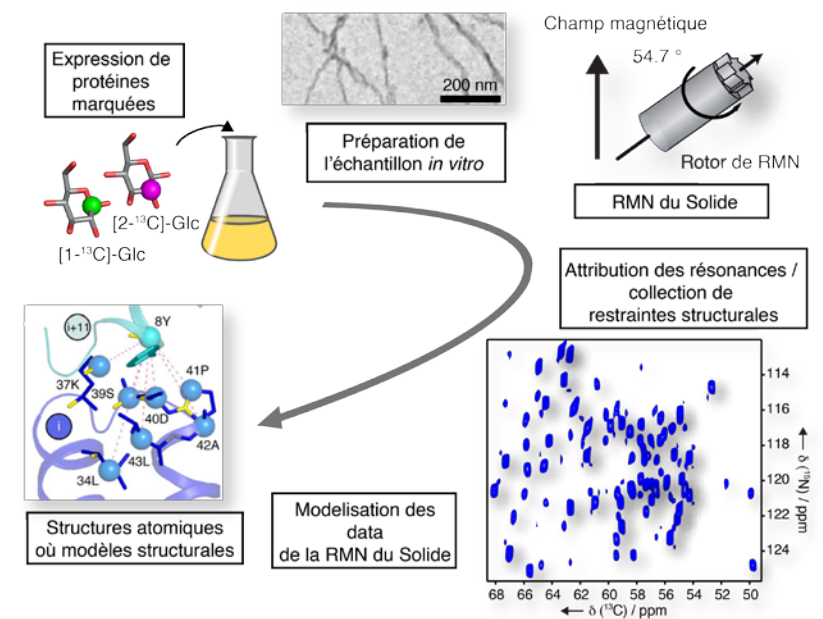 Expression de
protéines
marquées
[2-¹³C]-Glc
[1-¹³C]-Glc
200 nm
Préparation de
l'échantillon in vitro
Champ magnétique
54.7 °
Rotor de RMN
RMN du Solide
Attribution des résonances /
collection de
restraintes structurales
114
116
118
120
122
124
δ (¹⁵N) / ppm
68 66 64 62 60 58 56 54 52 50
δ (¹³C) / ppm
Modelisation des
data
de la RMN du Solide
i+11
8Y
41P
37K
39S
40D
42A
i
43L
34L
Structures atomiques
où modèles structurales